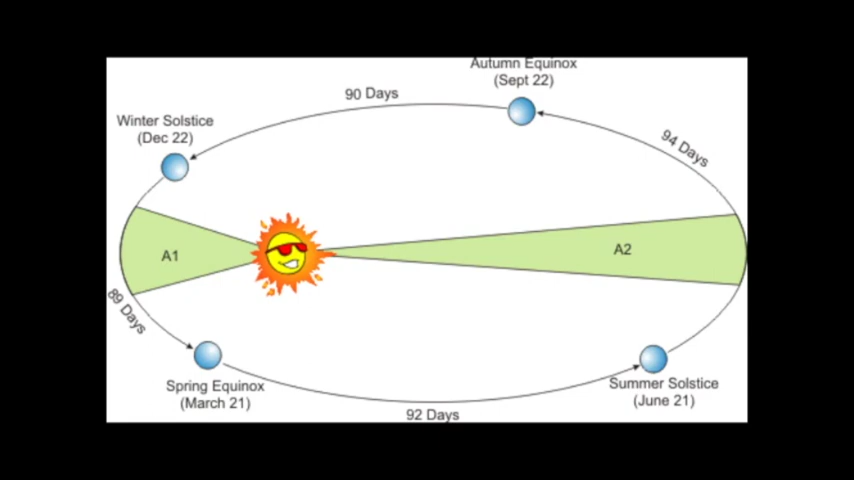 Autumn Equinox
(Sept 22)
90 Days
Winter Solstice
(Dec 22)
94 Days
A1
A2
89 Days
Spring Equinox
(March 21)
Summer Solstice
(June 21)
92 Days